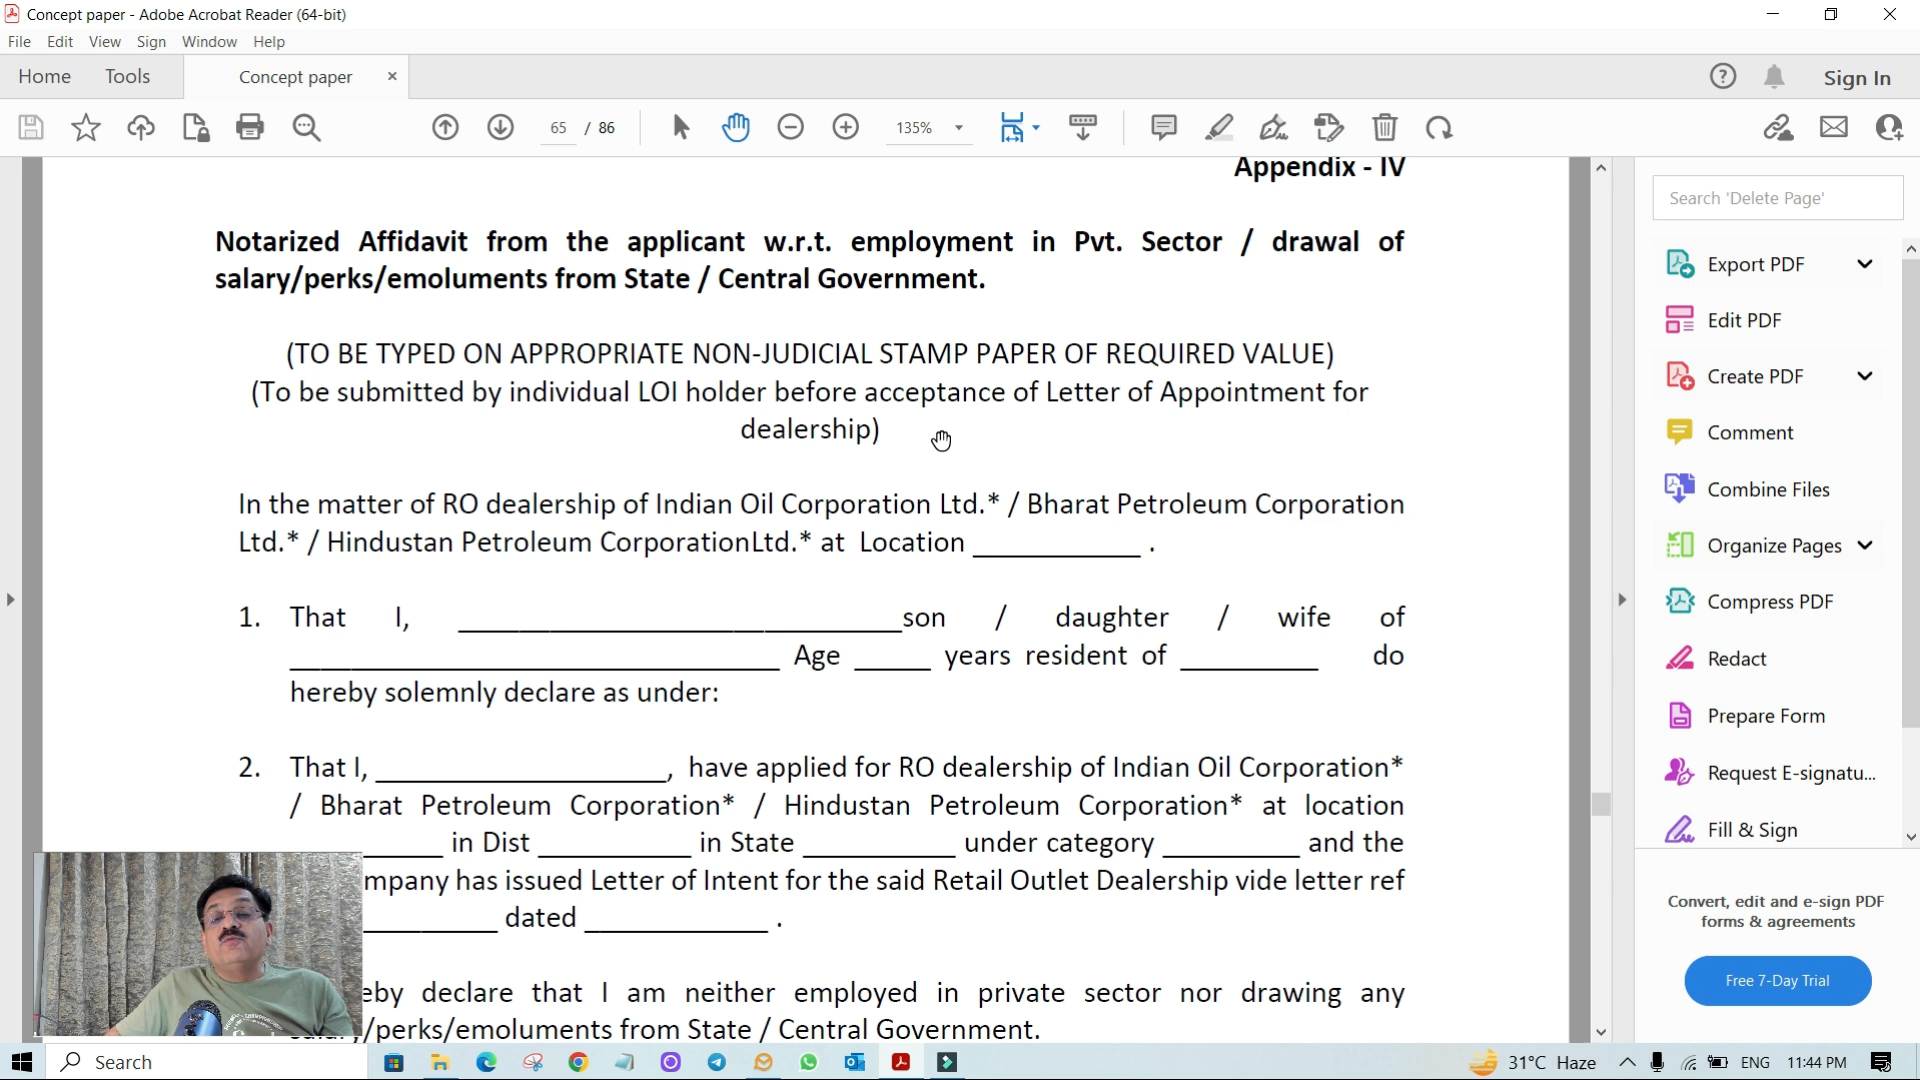 Concept paper - Adobe Acrobat Reader (64-bit)
File Edit View Sign Window Help
Home Tools Concept paper × Sign In
65 / 86 135%
Appendix - IV
Notarized Affidavit from the applicant w.r.t. employment in Pvt. Sector / drawal of
salary/perks/emoluments from State / Central Government.
(TO BE TYPED ON APPROPRIATE NON-JUDICIAL STAMP PAPER OF REQUIRED VALUE)
(To be submitted by individual LOI holder before acceptance of Letter of Appointment for
dealership)
In the matter of RO dealership of Indian Oil Corporation Ltd.* / Bharat Petroleum Corporation
Ltd.* / Hindustan Petroleum CorporationLtd.* at Location ___________ .
1. That I, _____________________________son / daughter / wife of
________________________________ Age _____ years resident of _________ do
hereby solemnly declare as under:
2. That I, ___________________, have applied for RO dealership of Indian Oil Corporation*
/ Bharat Petroleum Corporation* / Hindustan Petroleum Corporation* at location
_____ in Dist __________ in State __________ under category _________ and the
mpany has issued Letter of Intent for the said Retail Outlet Dealership vide letter ref
_________ dated ____________ .
eby declare that I am neither employed in private sector nor drawing any
/perks/emoluments from State / Central Government.
Search 'Delete Page'
Export PDF
Edit PDF
Create PDF
Comment
Combine Files
Organize Pages
Compress PDF
Redact
Prepare Form
Request E-signatu...
Fill & Sign
Convert, edit and e-sign PDF
forms & agreements
Free 7-Day Trial
Search 31°C Haze ENG 11:44 PM